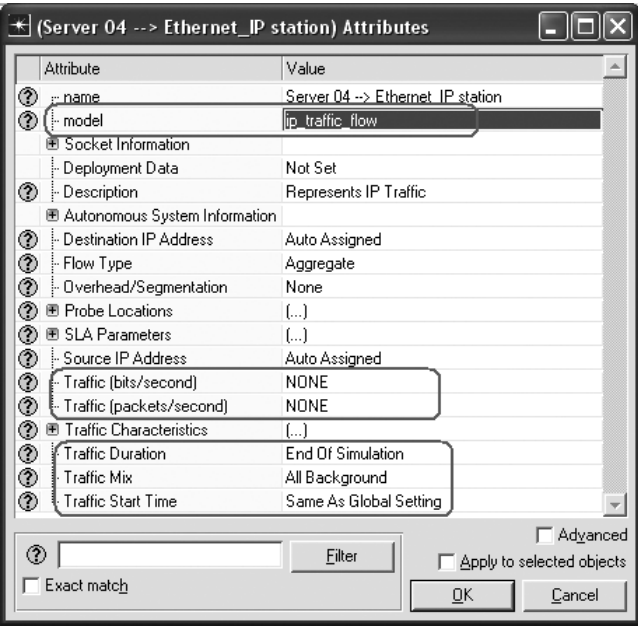 (Server 04 --> Ethernet_IP station) Attributes
Attribute Value
? name Server 04 --> Ethernet_IP station
? model ip_traffic_flow
Socket Information
Deployment Data Not Set
? Description Represents IP Traffic
Autonomous System Information
? Destination IP Address Auto Assigned
? Flow Type Aggregate
? Overhead/Segmentation None
? Probe Locations (...)
? SLA Parameters (...)
? Source IP Address Auto Assigned
? Traffic (bits/second) NONE
? Traffic (packets/second) NONE
? Traffic Characteristics (...)
? Traffic Duration End Of Simulation
? Traffic Mix All Background
? Traffic Start Time Same As Global Setting
Advanced
? Filter Apply to selected objects
Exact match
OK Cancel